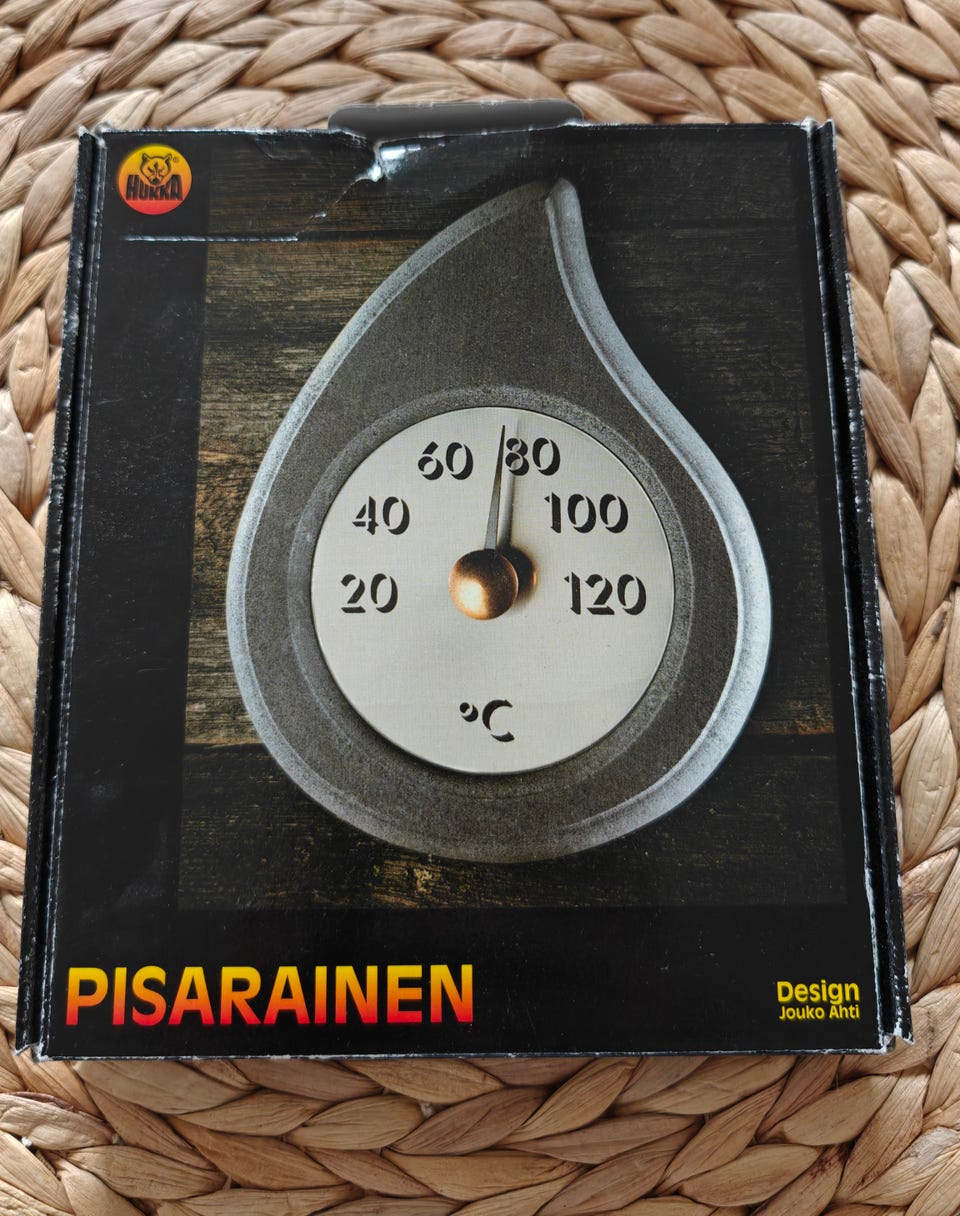 HUKKA®
60 80
40 100
20 120
°C
PISARAINEN
Design
Jouko Ahti